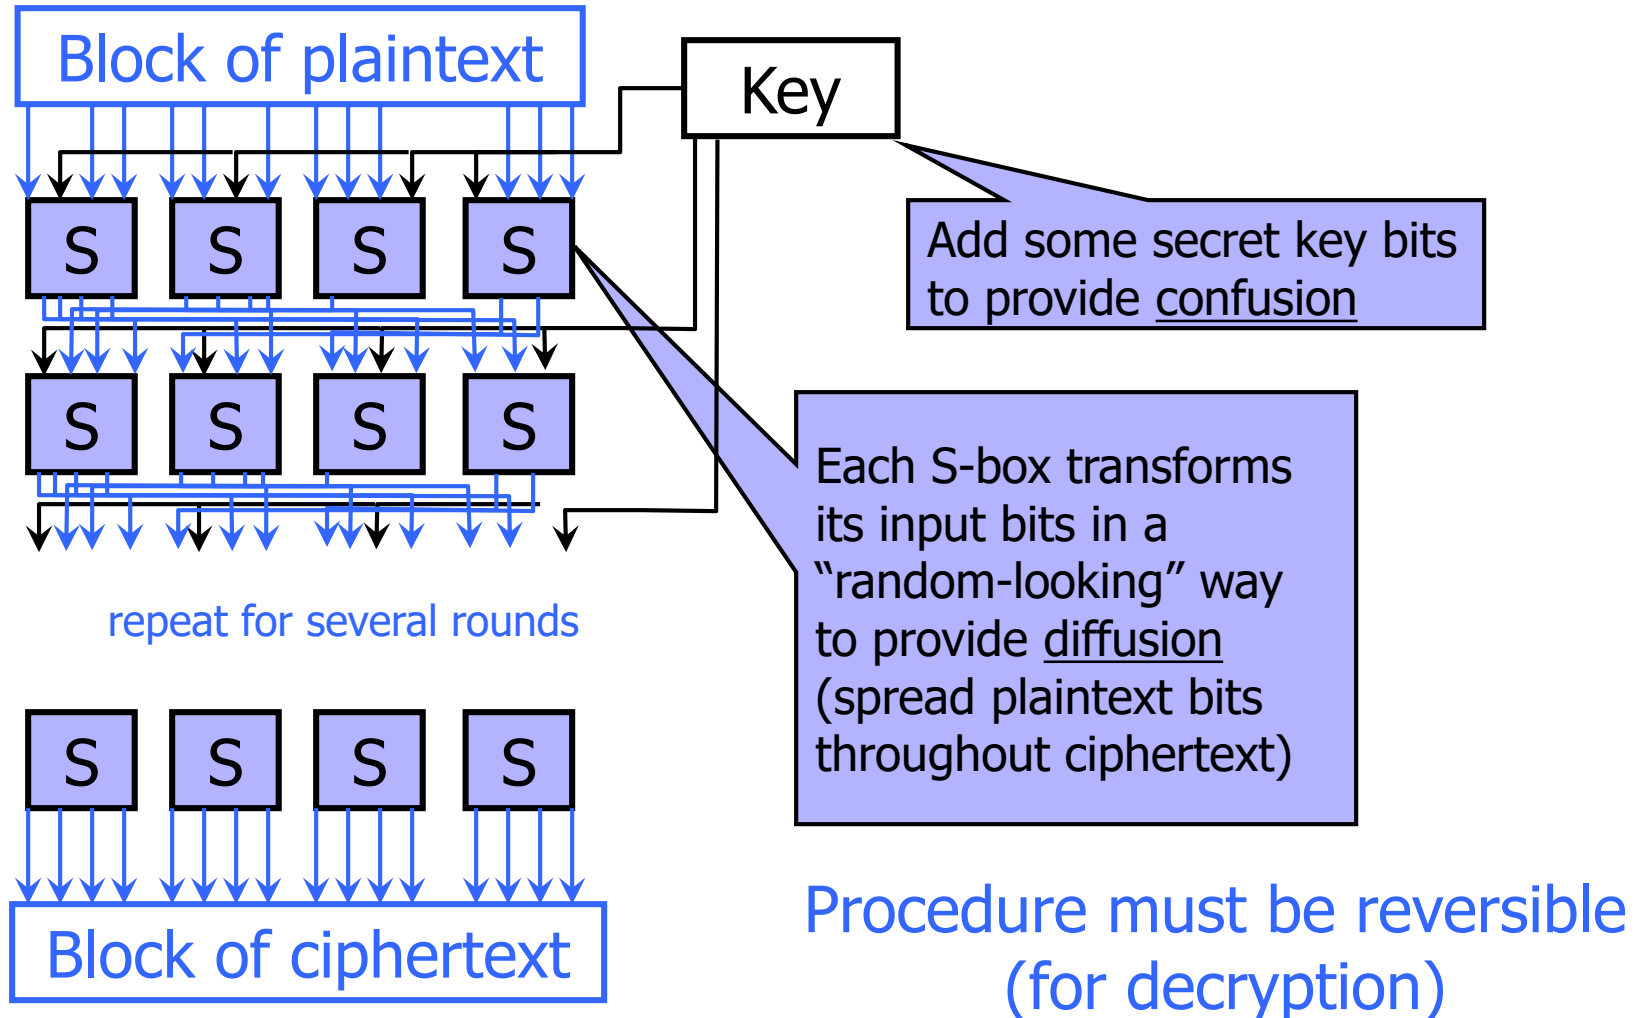 Block of plaintext
Key
S S S S
Add some secret key bits
to provide confusion
S S S S
Each S-box transforms
its input bits in a
“random-looking” way
to provide diffusion
(spread plaintext bits
throughout ciphertext)
repeat for several rounds
S S S S
Block of ciphertext
Procedure must be reversible
(for decryption)